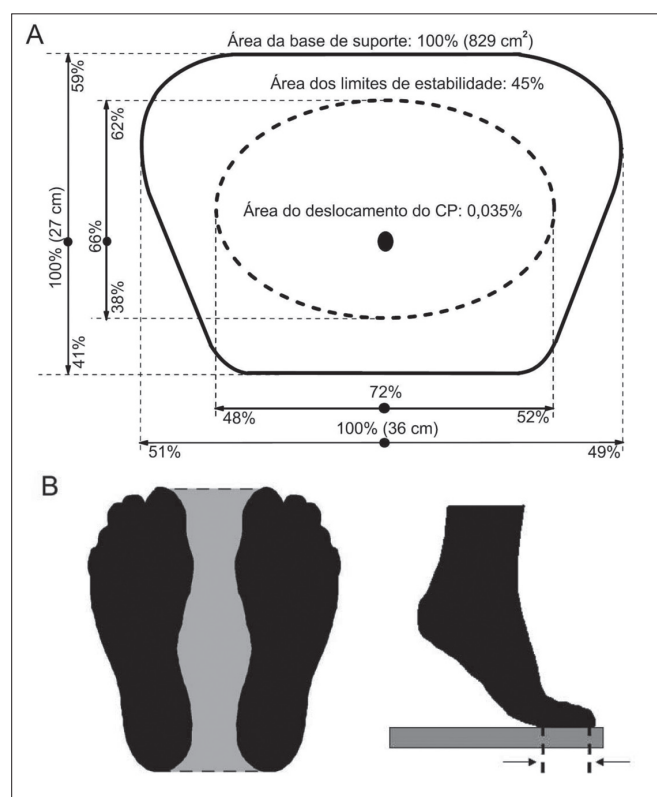 A
Área da base de suporte: 100% (829 cm²)
Área dos limites de estabilidade: 45%
59%
62%
Área do deslocamento do CP: 0,035%
100% (27 cm)
66%
38%
41%
72%
48%
52%
100% (36 cm)
51%
49%
B